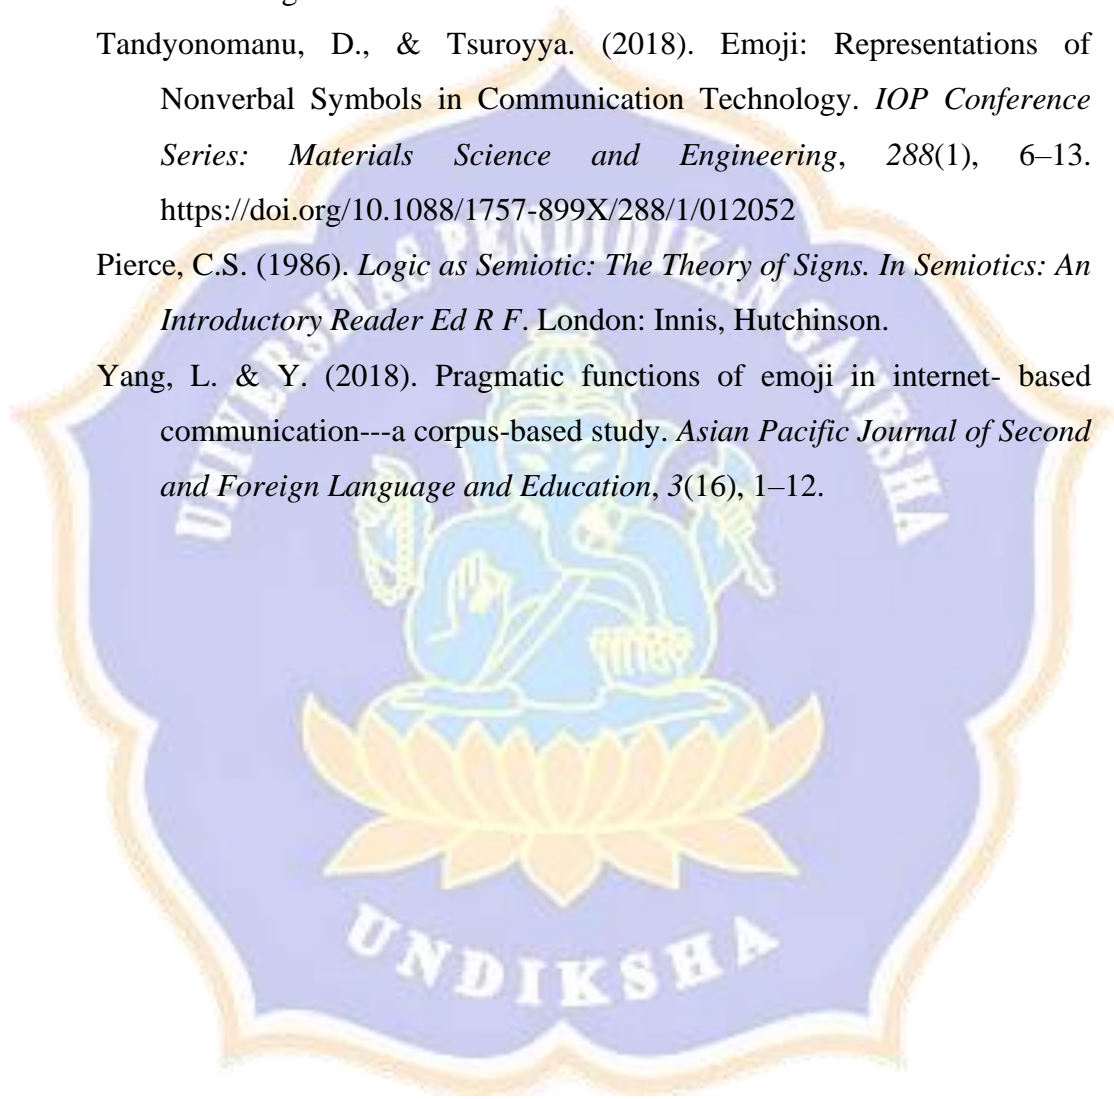 Tandyonomanu, D., & Tsuroyya. (2018). Emoji: Representations of
Nonverbal Symbols in Communication Technology. IOP Conference
Series: Materials Science and Engineering, 288(1), 6–13.
https://doi.org/10.1088/1757-899X/288/1/012052
Pierce, C.S. (1986). Logic as Semiotic: The Theory of Signs. In Semiotics: An
Introductory Reader Ed R F. London: Innis, Hutchinson.
Yang, L. & Y. (2018). Pragmatic functions of emoji in internet- based
communication---a corpus-based study. Asian Pacific Journal of Second
and Foreign Language and Education, 3(16), 1–12.
UNIVERSITAS PENDIDIKAN GANESHA
UNDIKSHA